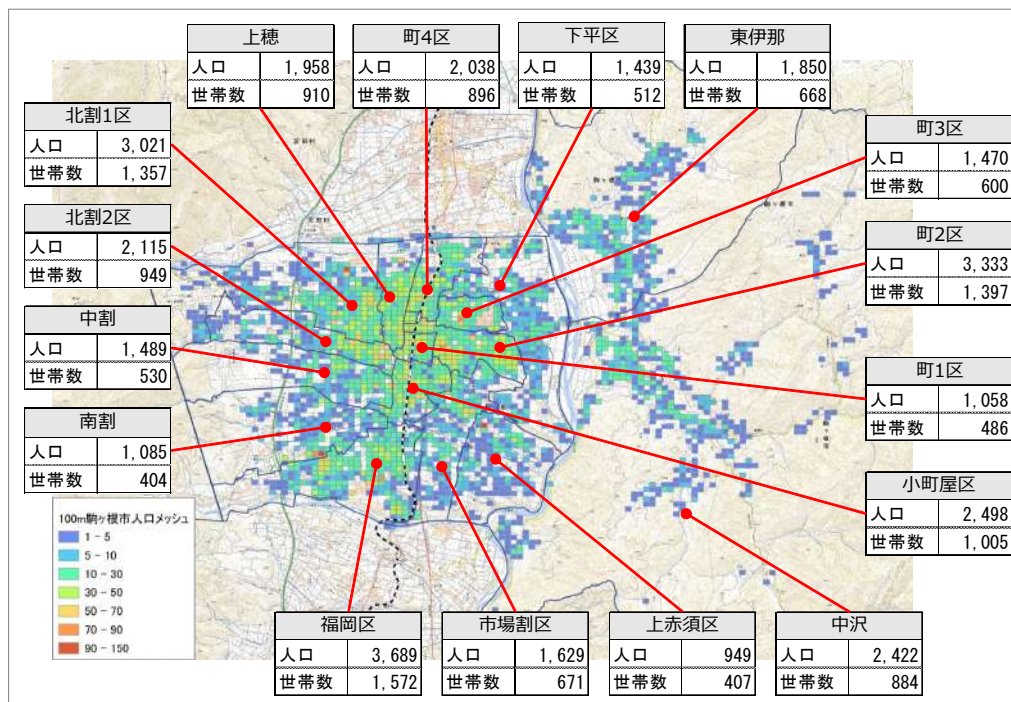 上穂
人口 1,958
世帯数 910
町4区
人口 2,038
世帯数 896
下平区
人口 1,439
世帯数 512
東伊那
人口 1,850
世帯数 668
北割1区
人口 3,021
世帯数 1,357
町3区
人口 1,470
世帯数 600
北割2区
人口 2,115
世帯数 949
町2区
人口 3,333
世帯数 1,397
中割
人口 1,489
世帯数 530
町1区
人口 1,058
世帯数 486
南割
人口 1,085
世帯数 404
小町屋区
人口 2,498
世帯数 1,005
100m駒ヶ根市人口メッシュ
1 - 5
5 - 10
10 - 30
30 - 50
50 - 70
70 - 90
90 - 150
福岡区
人口 3,689
世帯数 1,572
市場割区
人口 1,629
世帯数 671
上赤須区
人口 949
世帯数 407
中沢
人口 2,422
世帯数 884